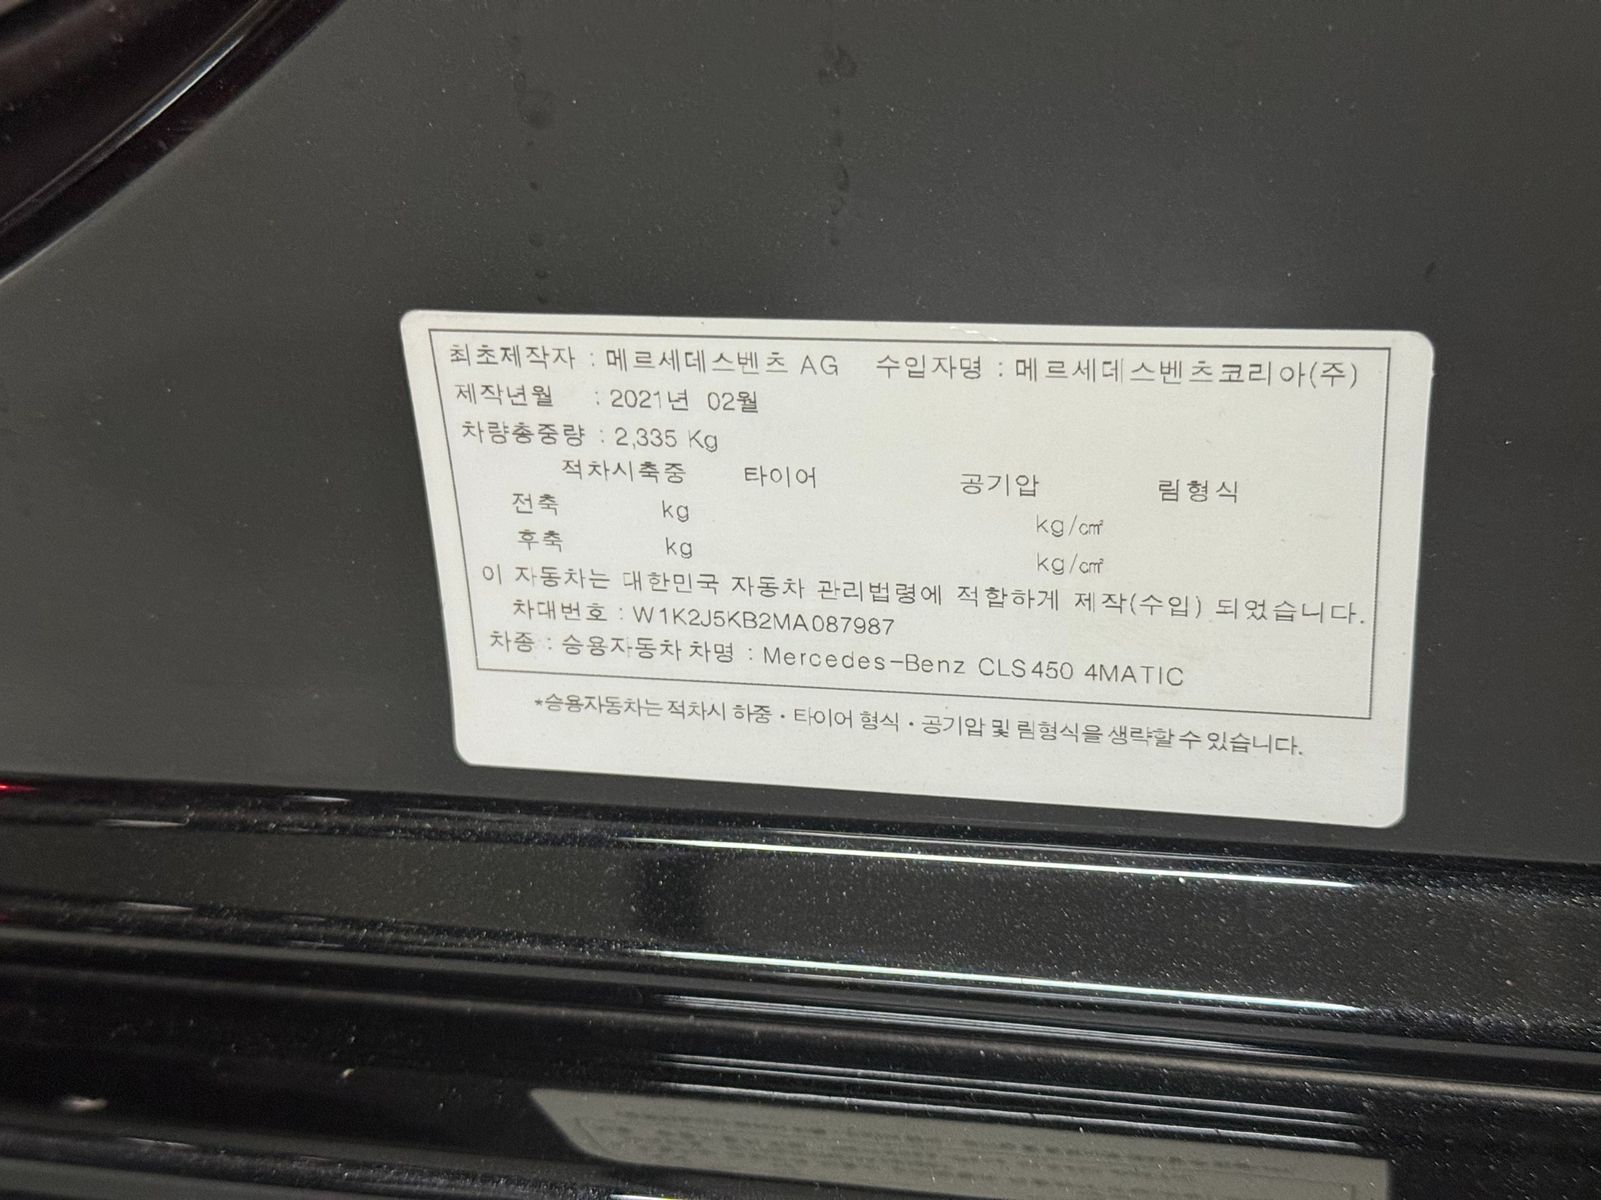 최초제작자 : 메르세데스벤츠 AG 수입자명 : 메르세데스벤츠코리아(주)
제작년월 : 2021년 02월
차량총중량 : 2,335 Kg
적차시축중 타이어 공기압 림형식
전축 kg kg/㎠
후축 kg kg/㎠
이 자동차는 대한민국 자동차 관리법령에 적합하게 제작(수입) 되었습니다.
차대번호 : W1K2J5KB2MA087987
차종 : 승용자동차 차명 : Mercedes-Benz CLS450 4MATIC
*승용자동차는 적차시 하중·타이어 형식·공기압 및 림형식을 생략할 수 있습니다.